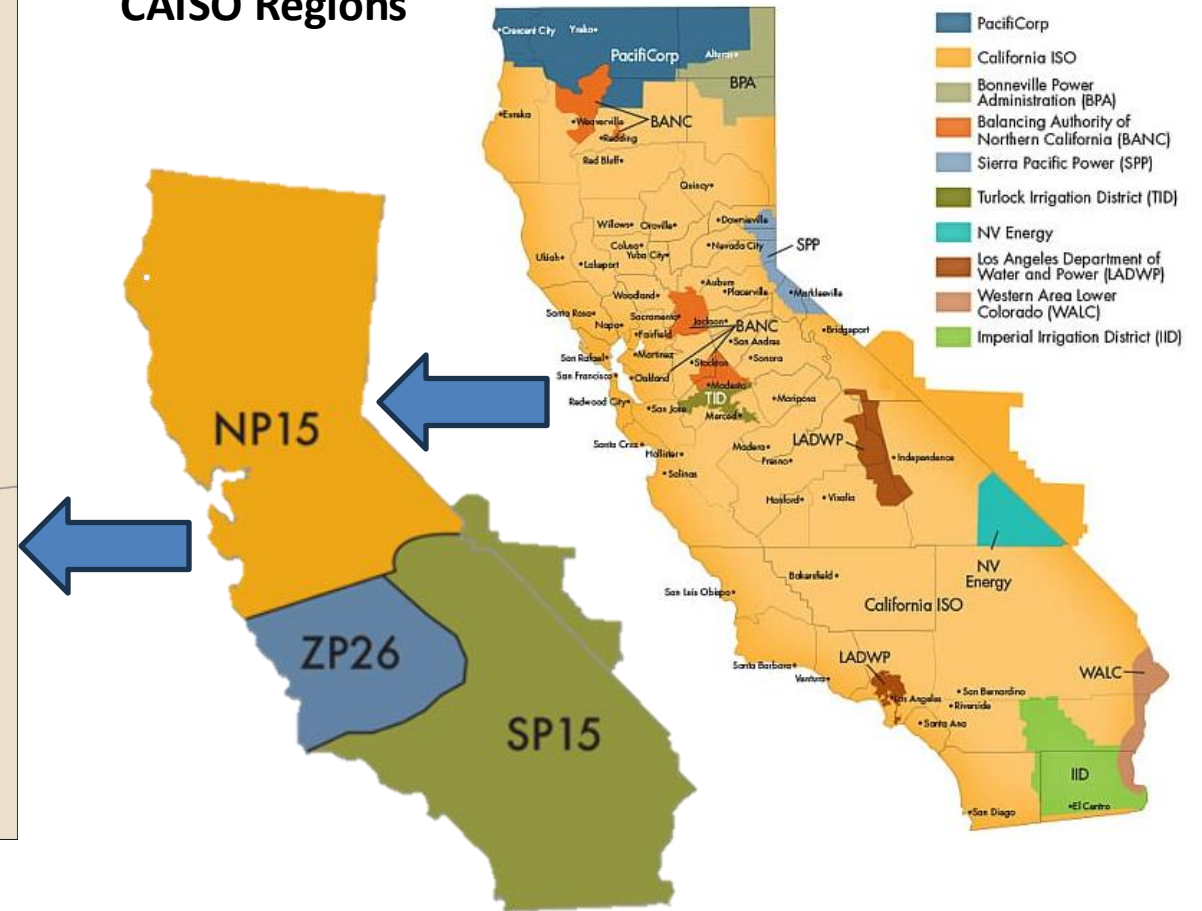 CAISO Regions
NP15
ZP26
SP15
Crescent City
Yreka
PacifiCorp
Alturas
BPA
Eureka
Weaverville
BANC
Redding
Red Bluff
Quincy
Willows
Oroville
Downieville
Colusa
Nevada City
SPP
Yuba City
Ukiah
Lakeport
Auburn
Placerville
Woodland
Markleeville
Santa Rosa
Sacramento
Jackson
BANC
Napa
Fairfield
Bridgeport
San Andras
San Rafael
Martinez
Stockton
Sonora
San Francisco
Oakland
Modesto
Redwood City
TID
Mariposa
San Jose
Merced
Santa Cruz
Madera
LADWP
Hollister
Fresno
Independence
Salinas
Hanford
Visalia
NV
Energy
Bakersfield
San Luis Obispo
California ISO
LADWP
Santa Barbara
WALC
Ventura
Los Angeles
San Bernardino
Riverside
Santa Ana
IID
El Centro
San Diego
PacifiCorp
California ISO
Bonneville Power
Administration (BPA)
Balancing Authority of
Northern California (BANC)
Sierra Pacific Power (SPP)
Turlock Irrigation District (TID)
NV Energy
Los Angeles Department of
Water and Power (LADWP)
Western Area Lower
Colorado (WALC)
Imperial Irrigation District (IID)